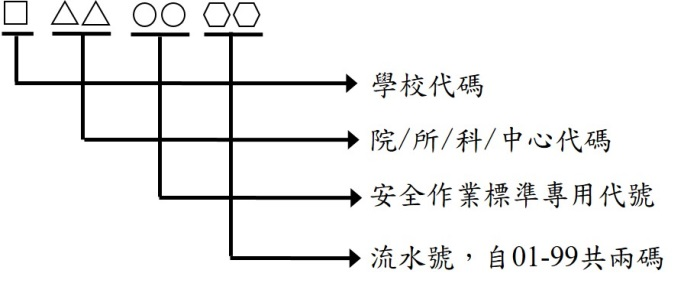 □ △△ ○○ ⬡⬡
學校代碼
院/所/科/中心代碼
安全作業標準專用代號
流水號，自01-99共兩碼